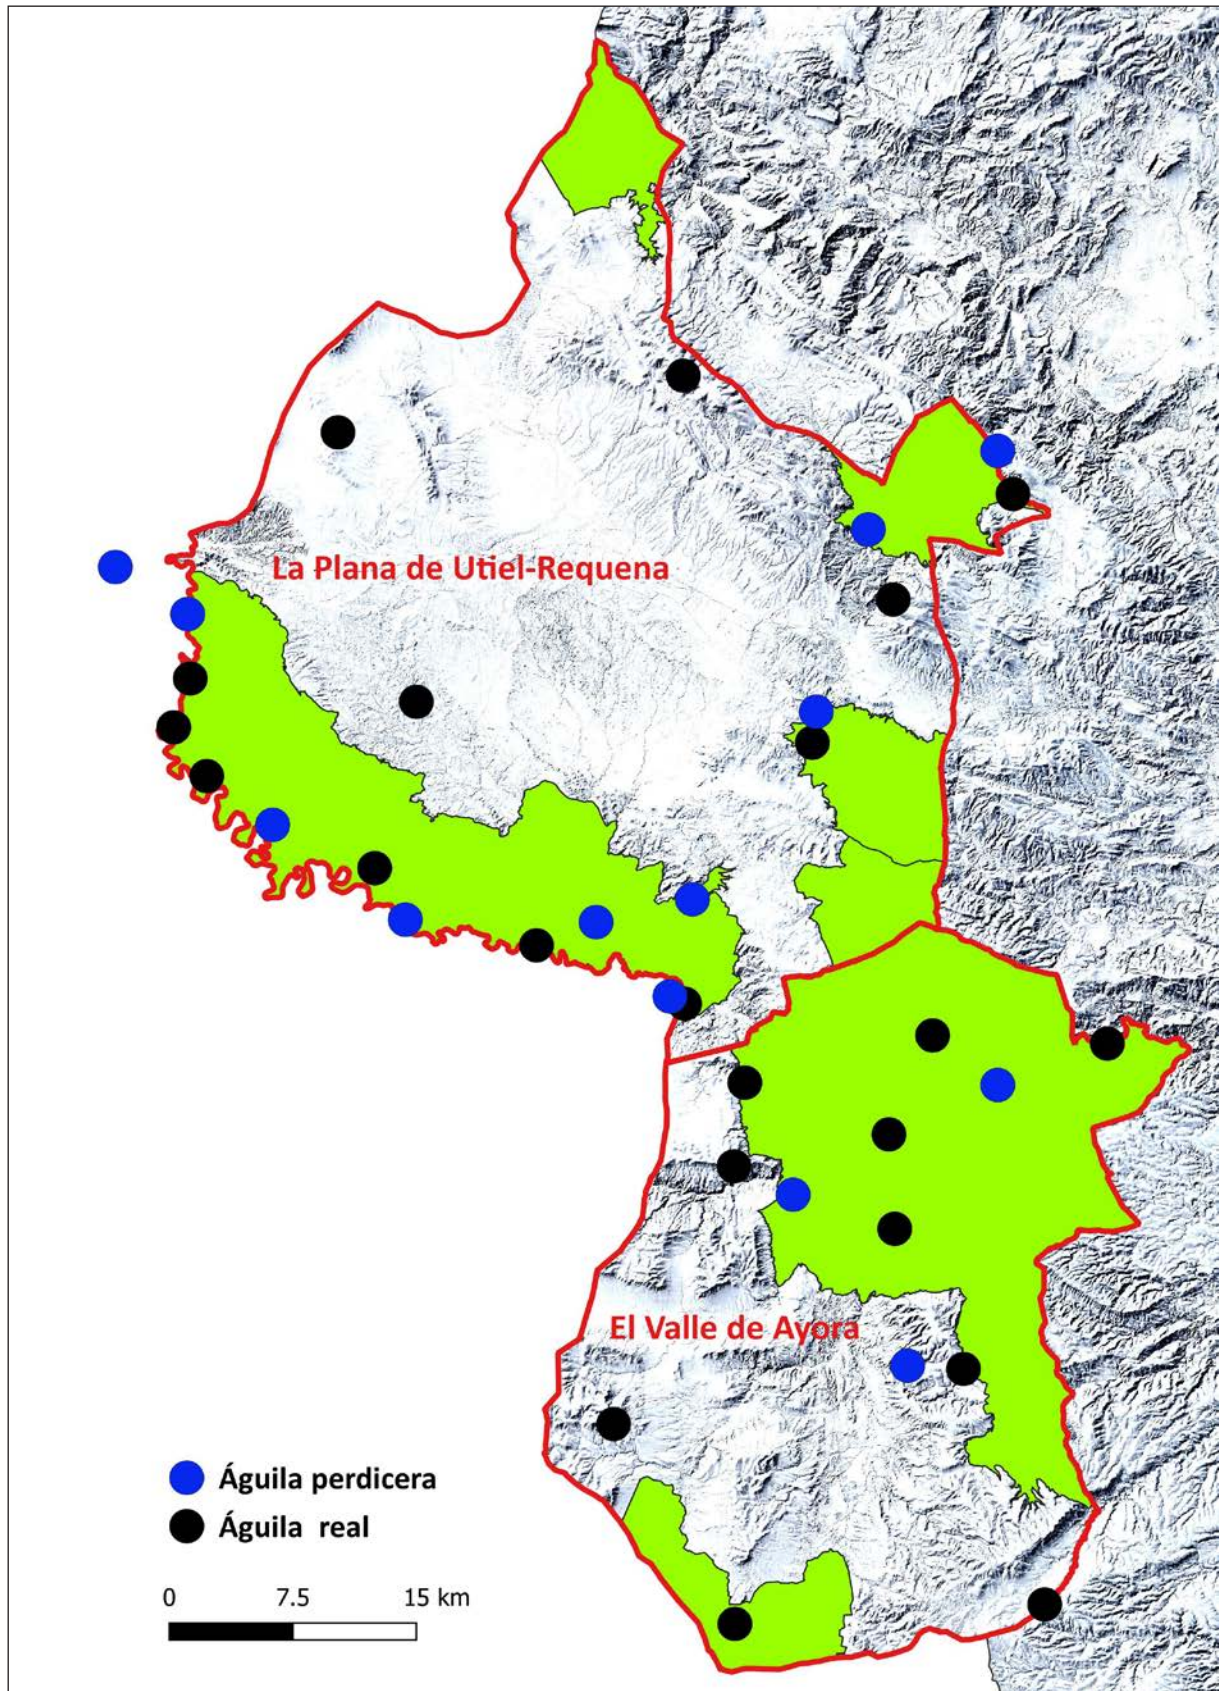 La Plana de Utiel-Requena
El Valle de Ayora
Águila perdicera
Águila real
0 7.5 15 km